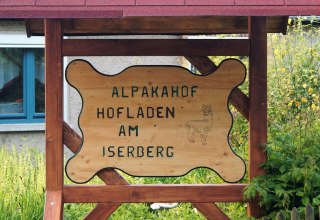 ALPAKAHOF
HOFLADEN
AM
ISERBERG